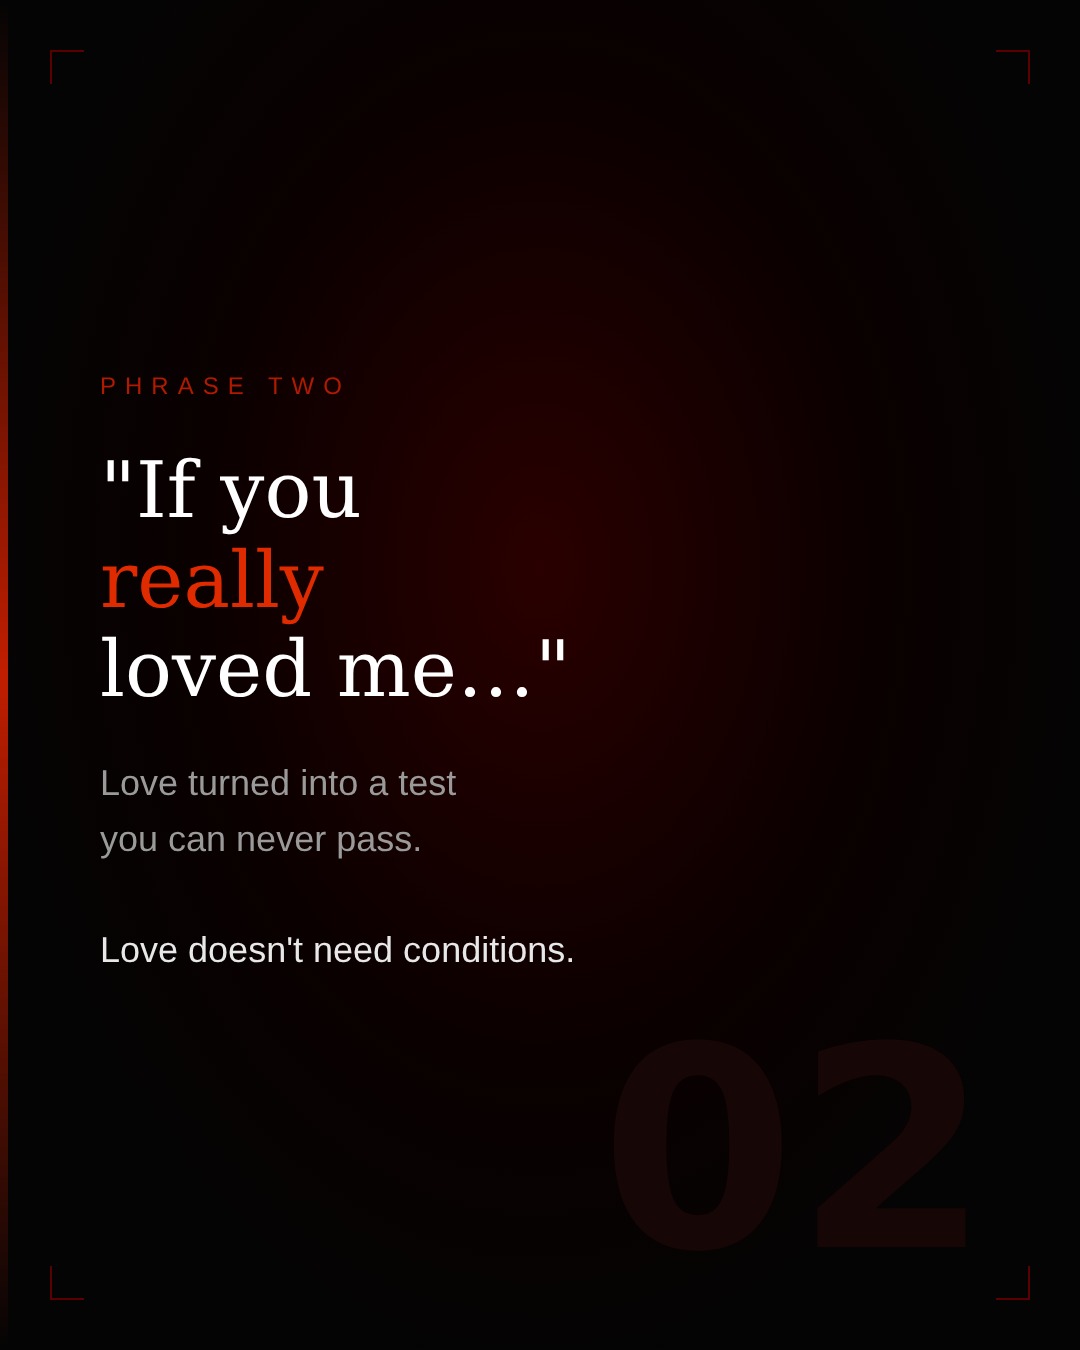 PHRASE TWO
"If you
really
loved me..."
Love turned into a test
you can never pass.
Love doesn't need conditions.
02